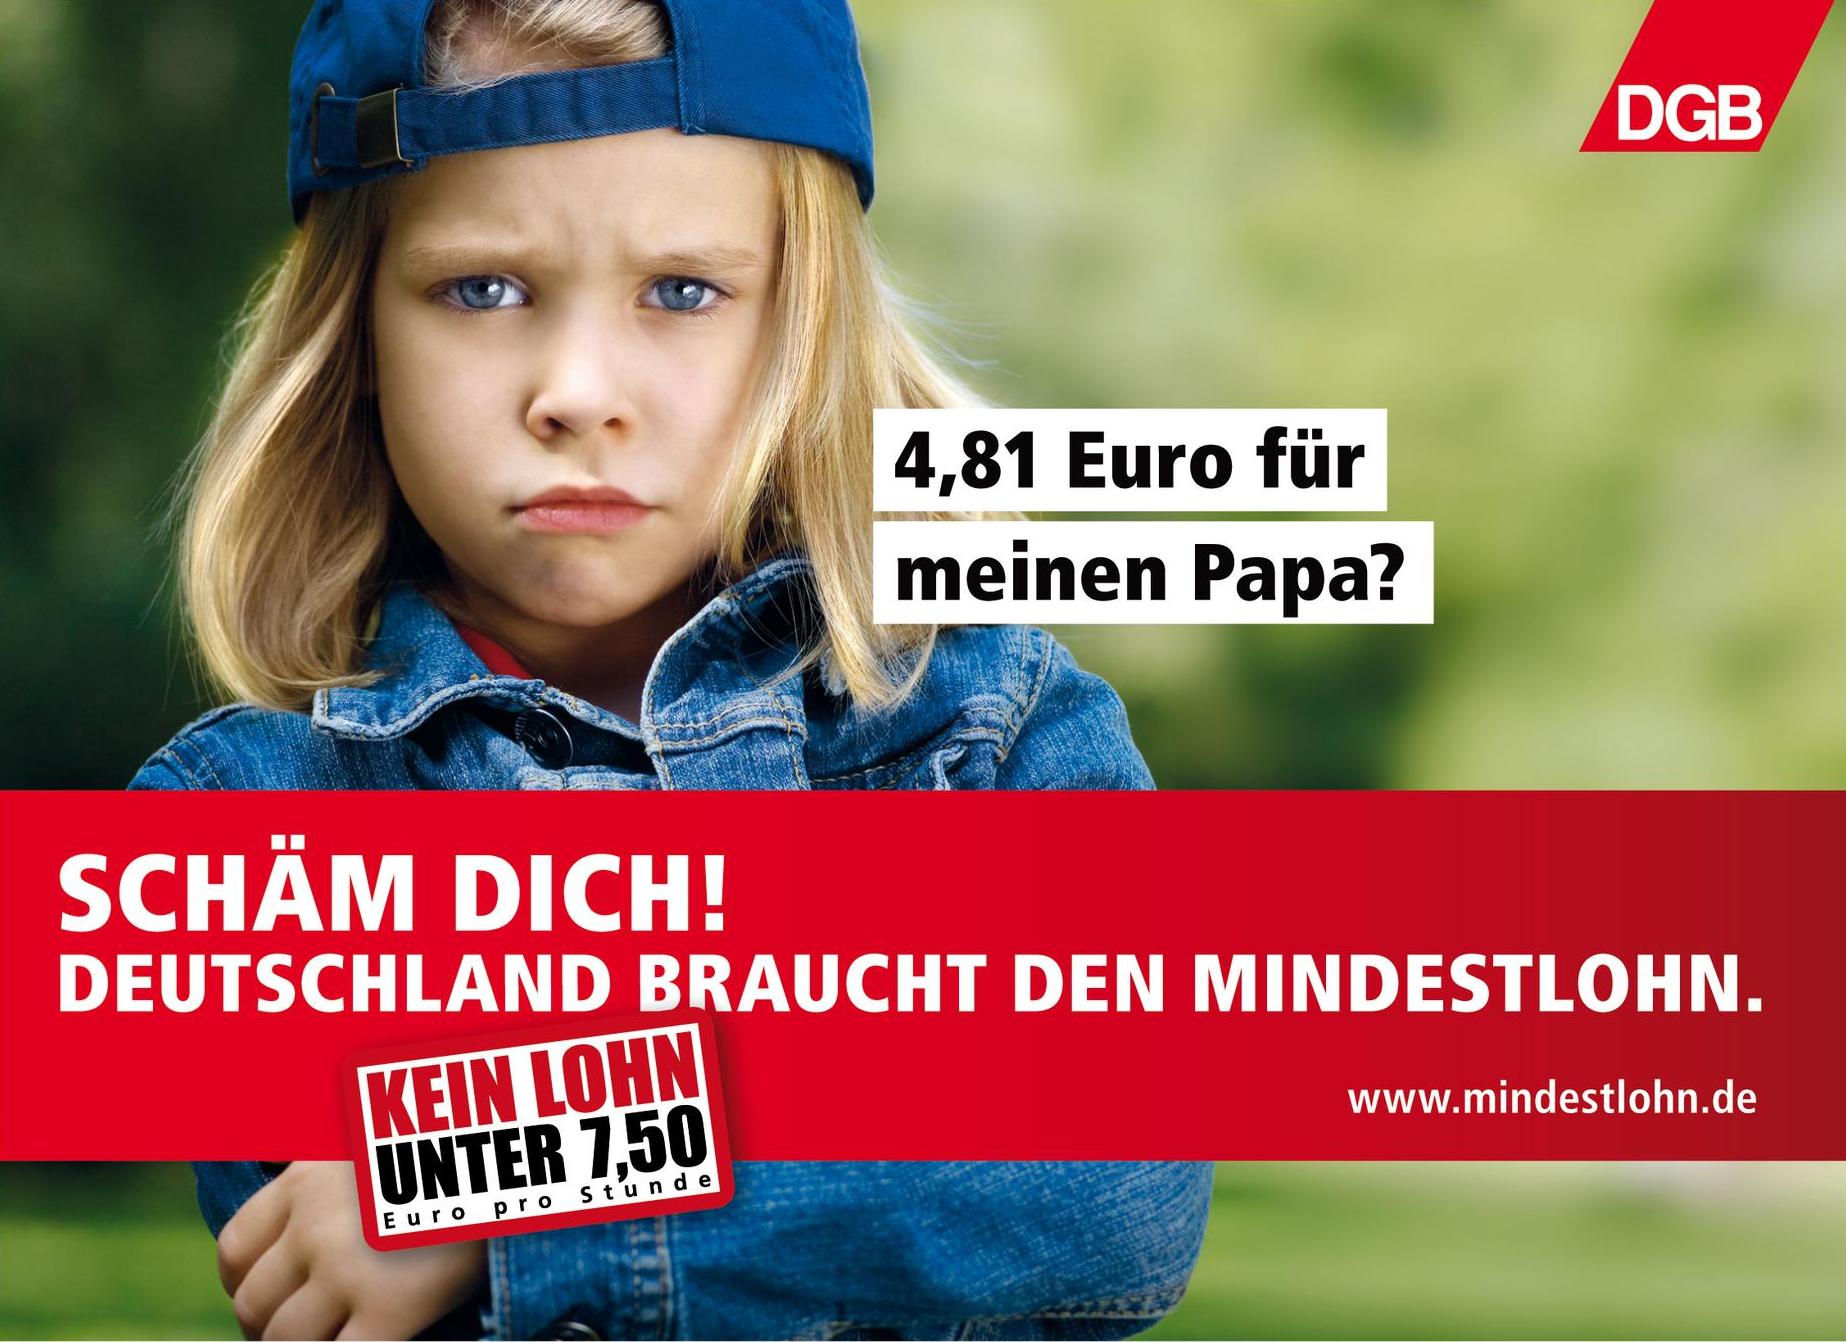 DGB
4,81 Euro für
meinen Papa?
SCHÄM DICH!
DEUTSCHLAND BRAUCHT DEN MINDESTLOHN.
KEIN LOHN
UNTER 7,50
Euro pro Stunde
www.mindestlohn.de